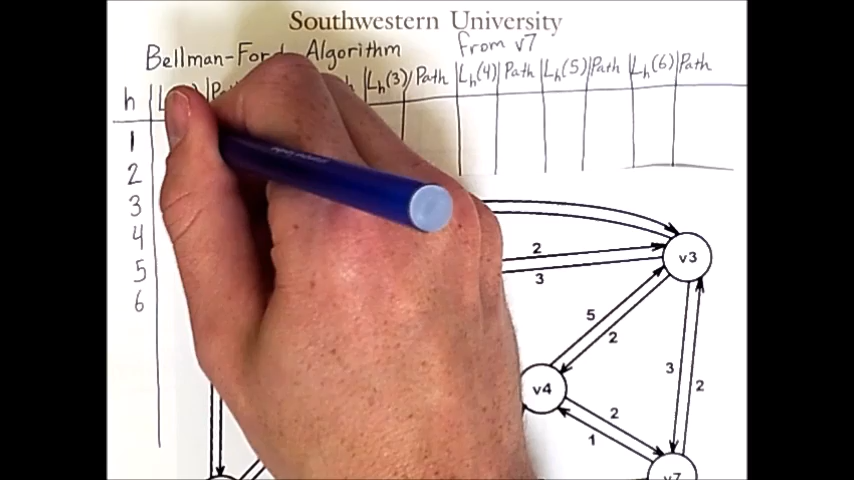 Southwestern University
Bellman-Ford Algorithm from v7
h Lh(3) Path Lh(4) Path Lh(5) Path Lh(6) Path
1
2
3
4
5
6
2
3
v3
5
2
3
2
v4
2
1
v7